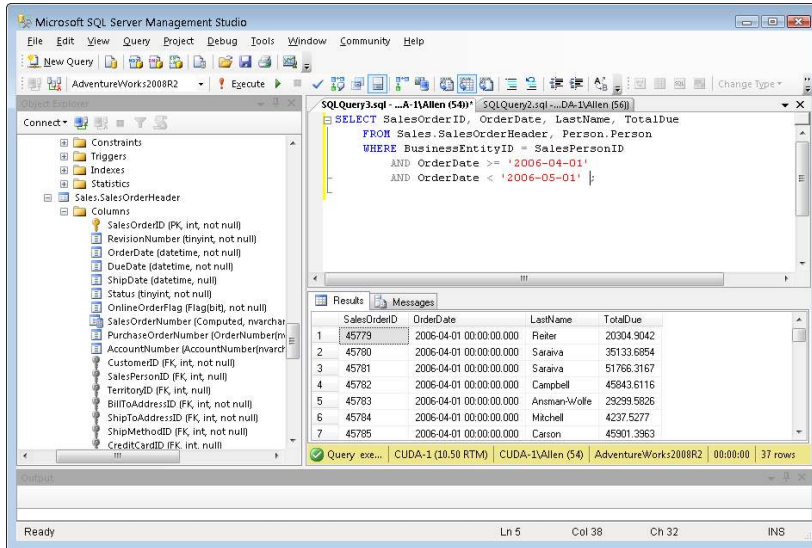 Microsoft SQL Server Management Studio
File Edit View Query Project Debug Tools Window Community Help
New Query
AdventureWorks2008R2 Execute Change Type
Object Explorer
Connect
SQLQuery3.sql - ...A-1\Allen (54))* SQLQuery2.sql -...DA-1\Allen (56))
Constraints
Triggers
Indexes
Statistics
Sales.SalesOrderHeader
Columns
SalesOrderID (PK, int, not null)
RevisionNumber (tinyint, not null)
OrderDate (datetime, not null)
DueDate (datetime, not null)
ShipDate (datetime, null)
Status (tinyint, not null)
OnlineOrderFlag (Flag(bit), not null)
SalesOrderNumber (Computed, nvarchar
PurchaseOrderNumber (OrderNumber(nv
AccountNumber (AccountNumber(nvarch
CustomerID (FK, int, not null)
SalesPersonID (FK, int, null)
TerritoryID (FK, int, null)
BillToAddressID (FK, int, not null)
ShipToAddressID (FK, int, not null)
ShipMethodID (FK, int, not null)
CreditCardID (FK, int, null)
SELECT SalesOrderID, OrderDate, LastName, TotalDue
FROM Sales.SalesOrderHeader, Person.Person
WHERE BusinessEntityID = SalesPersonID
AND OrderDate >= '2006-04-01'
AND OrderDate < '2006-05-01' ;
Results Messages
SalesOrderID OrderDate LastName TotalDue
1 45779 2006-04-01 00:00:00.000 Reiter 20304.9042
2 45780 2006-04-01 00:00:00.000 Saraiva 35133.6854
3 45781 2006-04-01 00:00:00.000 Saraiva 51766.3167
4 45782 2006-04-01 00:00:00.000 Campbell 45843.6116
5 45783 2006-04-01 00:00:00.000 Ansman-Wolfe 29299.5826
6 45784 2006-04-01 00:00:00.000 Mitchell 4237.5277
7 45785 2006-04-01 00:00:00.000 Carson 45901.3963
Query exe... CUDA-1 (10.50 RTM) CUDA-1\Allen (54) AdventureWorks2008R2 00:00:00 37 rows
Output
Ready Ln 5 Col 38 Ch 32 INS